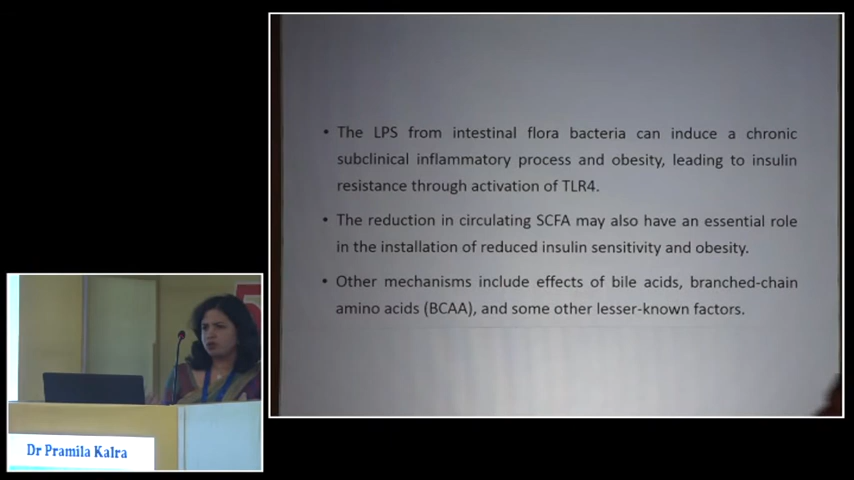 • The LPS from intestinal flora bacteria can induce a chronic
subclinical inflammatory process and obesity, leading to insulin
resistance through activation of TLR4.
• The reduction in circulating SCFA may also have an essential role
in the installation of reduced insulin sensitivity and obesity.
• Other mechanisms include effects of bile acids, branched-chain
amino acids (BCAA), and some other lesser-known factors.
Dr Pramila Kalra